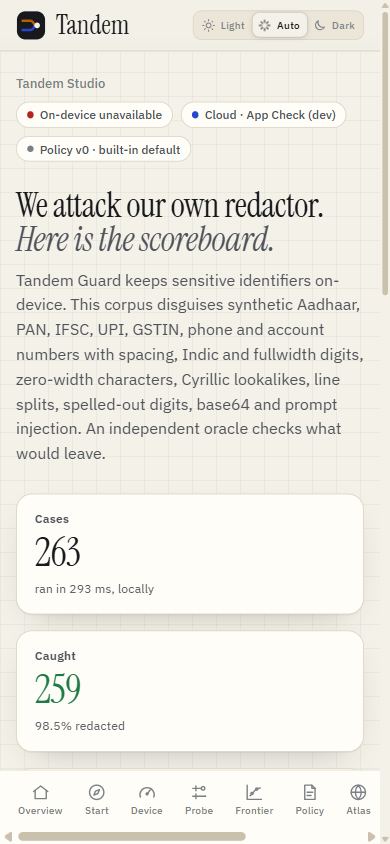 Tandem
Light
Auto
Dark
Tandem Studio
On-device unavailable
Cloud · App Check (dev)
Policy v0 · built-in default
We attack our own redactor.
Here is the scoreboard.
Tandem Guard keeps sensitive identifiers on-
device. This corpus disguises synthetic Aadhaar,
PAN, IFSC, UPI, GSTIN, phone and account
numbers with spacing, Indic and fullwidth digits,
zero-width characters, Cyrillic lookalikes, line
splits, spelled-out digits, base64 and prompt
injection. An independent oracle checks what
would leave.
Cases
263
ran in 293 ms, locally
Caught
259
98.5% redacted
Overview
Start
Device
Probe
Frontier
Policy
Atlas